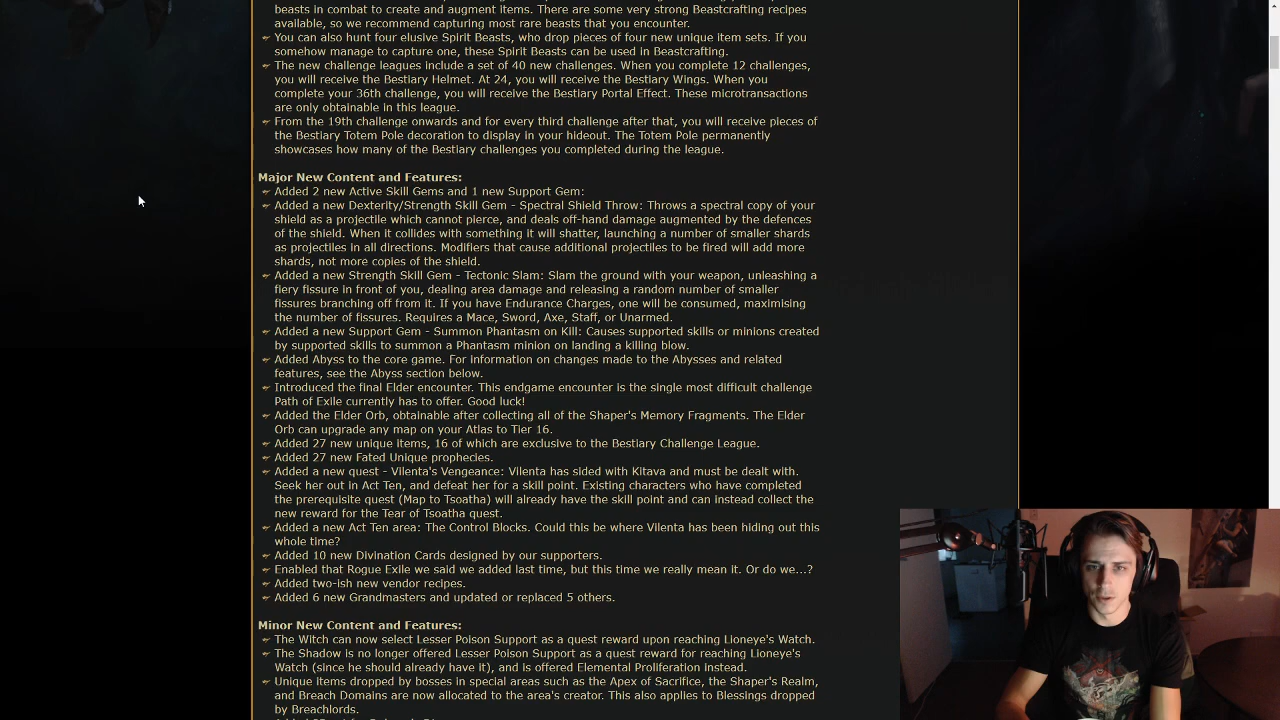 beasts in combat to create and augment items. There are some very strong Beastcrafting recipes
available, so we recommend capturing most rare beasts that you encounter.
You can also hunt four elusive Spirit Beasts, who drop pieces of four new unique item sets. If you
somehow manage to capture one, these Spirit Beasts can be used in Beastcrafting.
The new challenge leagues include a set of 40 new challenges. When you complete 12 challenges,
you will receive the Bestiary Helmet. At 24, you will receive the Bestiary Wings. When you
complete your 36th challenge, you will receive the Bestiary Portal Effect. These microtransactions
are only obtainable in this league.
From the 19th challenge onwards and for every third challenge after that, you will receive pieces of
the Bestiary Totem Pole decoration to display in your hideout. The Totem Pole permanently
showcases how many of the Bestiary challenges you completed during the league.
Major New Content and Features:
Added 2 new Active Skill Gems and 1 new Support Gem:
Added a new Dexterity/Strength Skill Gem - Spectral Shield Throw: Throws a spectral copy of your
shield as a projectile which cannot pierce, and deals off-hand damage augmented by the defences
of the shield. When it collides with something it will shatter, launching a number of smaller shards
as projectiles in all directions. Modifiers that cause additional projectiles to be fired will add more
shards, not more copies of the shield.
Added a new Strength Skill Gem - Tectonic Slam: Slam the ground with your weapon, unleashing a
fiery fissure in front of you, dealing area damage and releasing a random number of smaller
fissures branching off from it. If you have Endurance Charges, one will be consumed, maximising
the number of fissures. Requires a Mace, Sword, Axe, Staff, or Unarmed.
Added a new Support Gem - Summon Phantasm on Kill: Causes supported skills or minions created
by supported skills to summon a Phantasm minion on landing a killing blow.
Added Abyss to the core game. For information on changes made to the Abysses and related
features, see the Abyss section below.
Introduced the final Elder encounter. This endgame encounter is the single most difficult challenge
Path of Exile currently has to offer. Good luck!
Added the Elder Orb, obtainable after collecting all of the Shaper's Memory Fragments. The Elder
Orb can upgrade any map on your Atlas to Tier 16.
Added 27 new unique items, 16 of which are exclusive to the Bestiary Challenge League.
Added 27 new Fated Unique prophecies.
Added a new quest - Vilenta's Vengeance: Vilenta has sided with Kitava and must be dealt with.
Seek her out in Act Ten, and defeat her for a skill point. Existing characters who have completed
the prerequisite quest (Map to Tsoatha) will already have the skill point and can instead collect the
new reward for the Tear of Tsoatha quest.
Added a new Act Ten area: The Control Blocks. Could this be where Vilenta has been hiding out this
whole time?
Added 10 new Divination Cards designed by our supporters.
Enabled that Rogue Exile we said we added last time, but this time we really mean it. Or do we...?
Added two-ish new vendor recipes.
Added 6 new Grandmasters and updated or replaced 5 others.
Minor New Content and Features:
The Witch can now select Lesser Poison Support as a quest reward upon reaching Lioneye's Watch.
The Shadow is no longer offered Lesser Poison Support as a quest reward for reaching Lioneye's
Watch (since he should already have it), and is offered Elemental Proliferation instead.
Unique items dropped by bosses in special areas such as the Apex of Sacrifice, the Shaper's Realm,
and Breach Domains are now allocated to the area's creator. This also applies to Blessings dropped
by Breachlords.